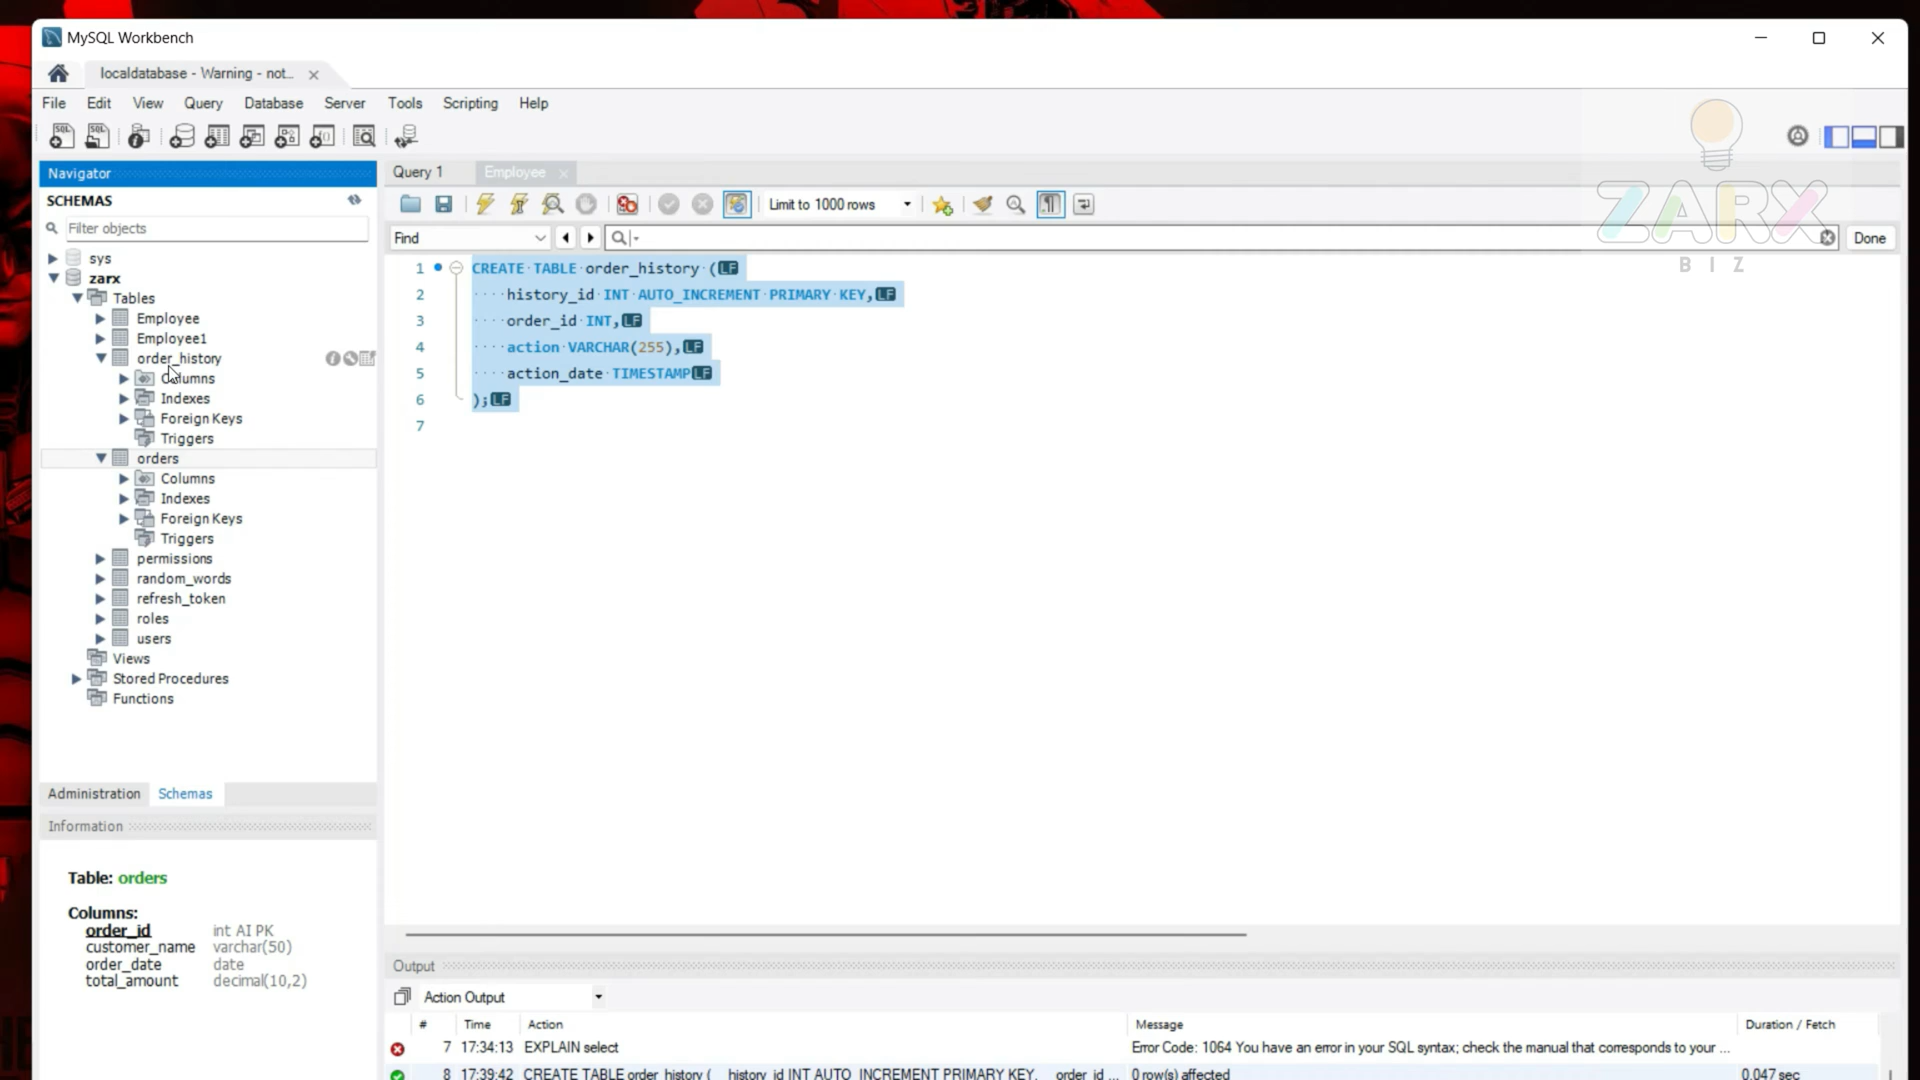 MySQL Workbench
localdatabase - Warning - not...
File Edit View Query Database Server Tools Scripting Help
ZARX
BIZ
Navigator
SCHEMAS
Filter objects
sys
zarx
Tables
Employee
Employee1
order_history
Columns
Indexes
Foreign Keys
Triggers
orders
Columns
Indexes
Foreign Keys
Triggers
permissions
random_words
refresh_token
roles
users
Views
Stored Procedures
Functions
Administration Schemas
Information
Table: orders
Columns:
order_id int AI PK
customer_name varchar(50)
order_date date
total_amount decimal(10,2)
Query 1 Employee
Limit to 1000 rows
Find Done
1 CREATE TABLE order_history (LF
2 ····history_id INT AUTO_INCREMENT PRIMARY KEY,LF
3 ····order_id INT,LF
4 ····action VARCHAR(255),LF
5 ····action_date TIMESTAMPLF
6 );LF
7
Output
Action Output
# Time Action Message Duration / Fetch
7 17:34:13 EXPLAIN select Error Code: 1064 You have an error in your SQL syntax; check the manual that corresponds to your ...
8 17:39:42 CREATE TABLE order_history ( history_id INT AUTO_INCREMENT PRIMARY KEY, order_id ... 0 row(s) affected 0.047 sec